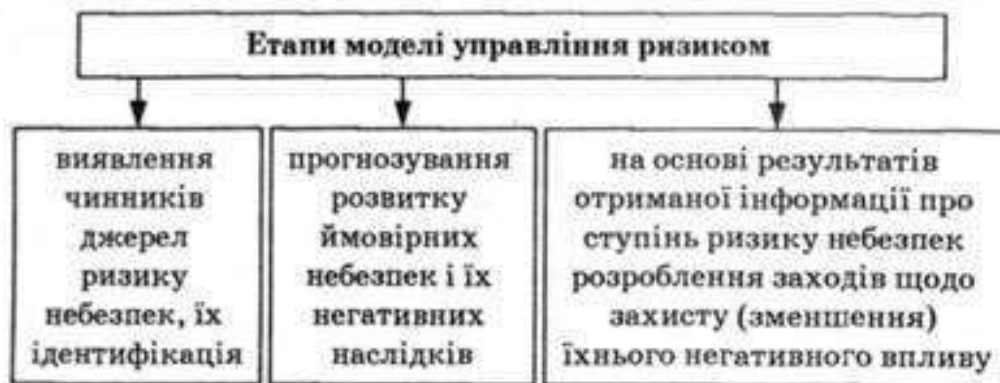 Етапи моделі управління ризиком
виявлення
чинників
джерел
ризику
небезпек, їх
ідентифікація
прогнозування
розвитку
ймовірних
небезпек і їх
негативних
наслідків
на основі результатів
отриманої інформації про
ступінь ризику небезпек
розроблення заходів щодо
захисту (зменшення)
їхнього негативного впливу